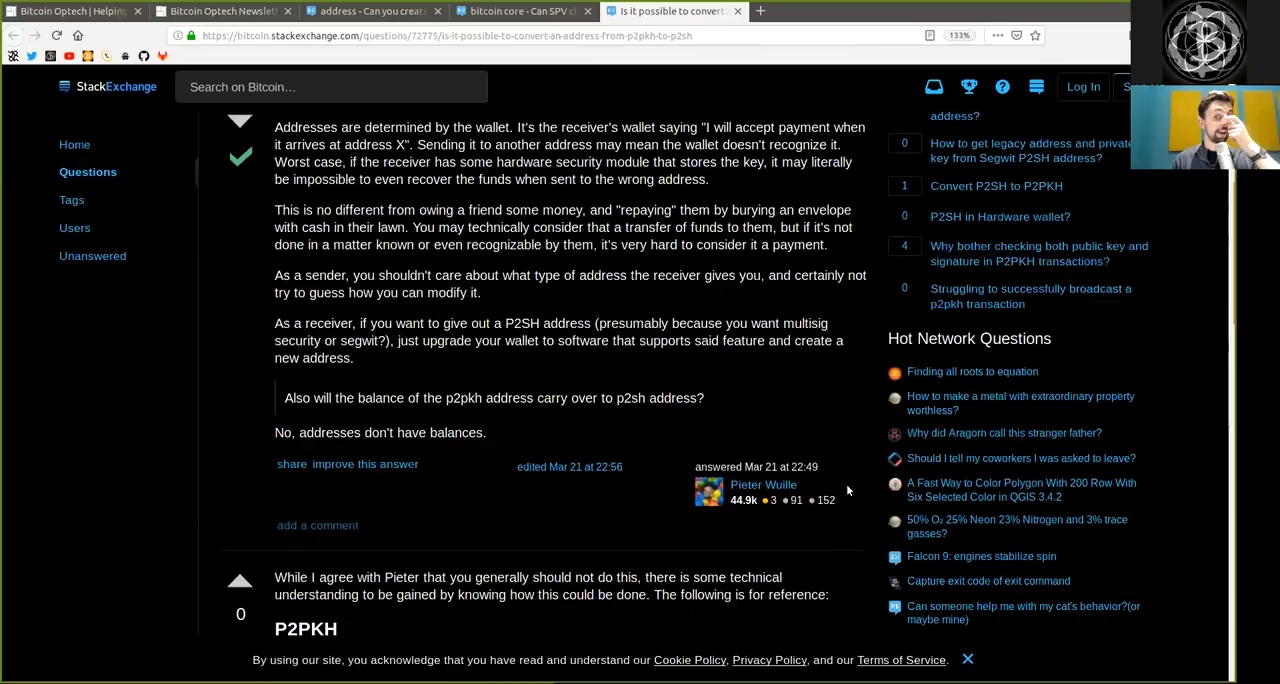 Bitcoin Optech | Helping
Bitcoin Optech Newslett
address - Can you create
bitcoin core - Can SPV cl
Is it possible to convert
https://bitcoin.stackexchange.com/questions/72775/is-it-possible-to-convert-an-address-from-p2pkh-to-p2sh
133%
StackExchange
Search on Bitcoin…
Log In
Home
Questions
Tags
Users
Unanswered
Addresses are determined by the wallet. It's the receiver's wallet saying "I will accept payment when
it arrives at address X". Sending it to another address may mean the wallet doesn't recognize it.
Worst case, if the receiver has some hardware security module that stores the key, it may literally
be impossible to even recover the funds when sent to the wrong address.
This is no different from owing a friend some money, and "repaying" them by burying an envelope
with cash in their lawn. You may technically consider that a transfer of funds to them, but if it's not
done in a matter known or even recognizable by them, it's very hard to consider it a payment.
As a sender, you shouldn't care about what type of address the receiver gives you, and certainly not
try to guess how you can modify it.
As a receiver, if you want to give out a P2SH address (presumably because you want multisig
security or segwit?), just upgrade your wallet to software that supports said feature and create a
new address.
Also will the balance of the p2pkh address carry over to p2sh address?
No, addresses don't have balances.
share improve this answer
edited Mar 21 at 22:56
answered Mar 21 at 22:49
Pieter Wuille
44.9k 3 91 152
add a comment
0
While I agree with Pieter that you generally should not do this, there is some technical
understanding to be gained by knowing how this could be done. The following is for reference:
P2PKH
address?
0 How to get legacy address and private
key from Segwit P2SH address?
1 Convert P2SH to P2PKH
0 P2SH in Hardware wallet?
4 Why bother checking both public key and
signature in P2PKH transactions?
0 Struggling to successfully broadcast a
p2pkh transaction
Hot Network Questions
Finding all roots to equation
How to make a metal with extraordinary property
worthless?
Why did Aragorn call this stranger father?
Should I tell my coworkers I was asked to leave?
A Fast Way to Color Polygon With 200 Row With
Six Selected Color in QGIS 3.4.2
50% O₂ 25% Neon 23% Nitrogen and 3% trace
gasses?
Falcon 9: engines stabilize spin
Capture exit code of exit command
Can someone help me with my cat's behavior?(or
maybe mine)
By using our site, you acknowledge that you have read and understand our Cookie Policy, Privacy Policy, and our Terms of Service.